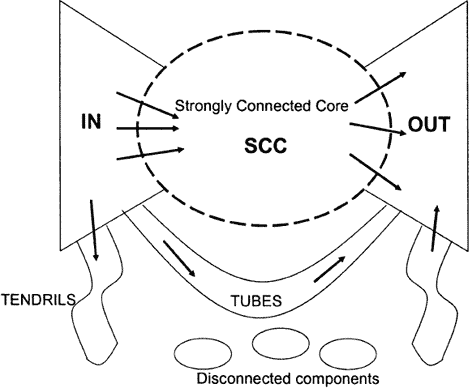 Strongly Connected Core
IN
SCC
OUT
TENDRILS
TUBES
Disconnected components